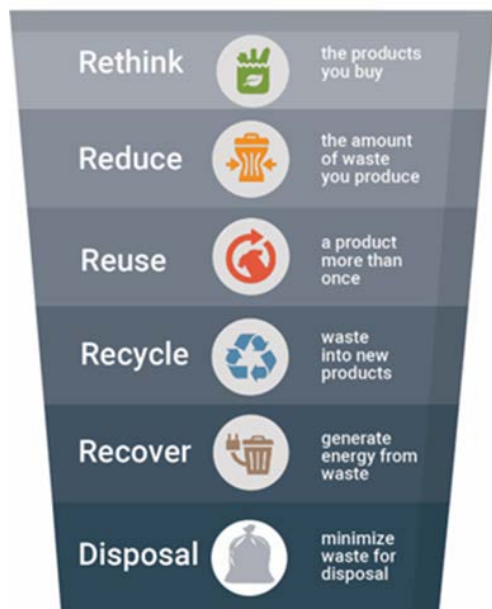 Rethink
the products
you buy
Reduce
the amount
of waste
you produce
Reuse
a product
more than
once
Recycle
waste
into new
products
Recover
generate
energy from
waste
Disposal
minimize
waste for
disposal